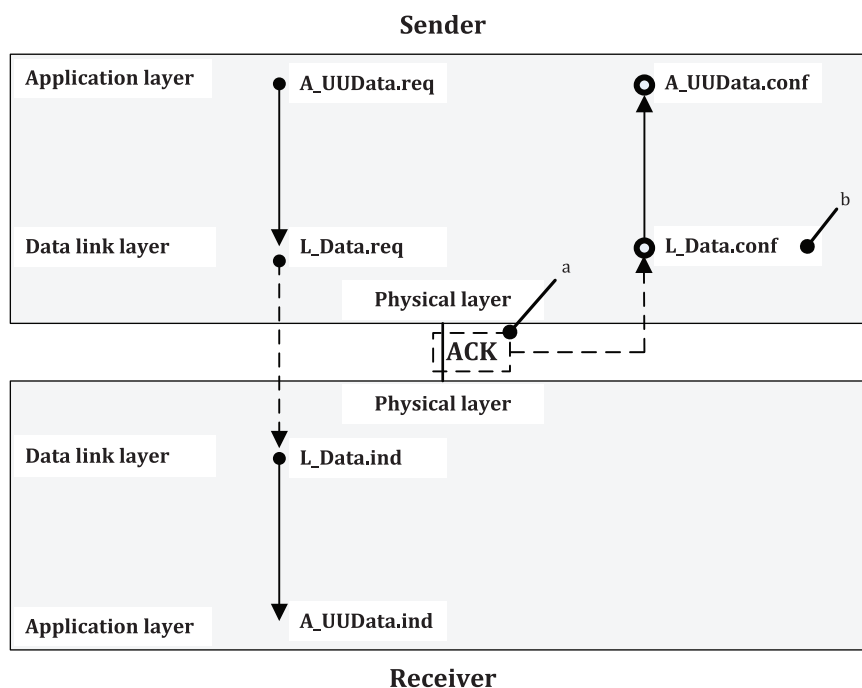 Sender
Application layer
A_UUData.req
A_UUData.conf
b
Data link layer
L_Data.req
L_Data.conf
a
Physical layer
ACK
Physical layer
Data link layer
L_Data.ind
Application layer
A_UUData.ind
Receiver